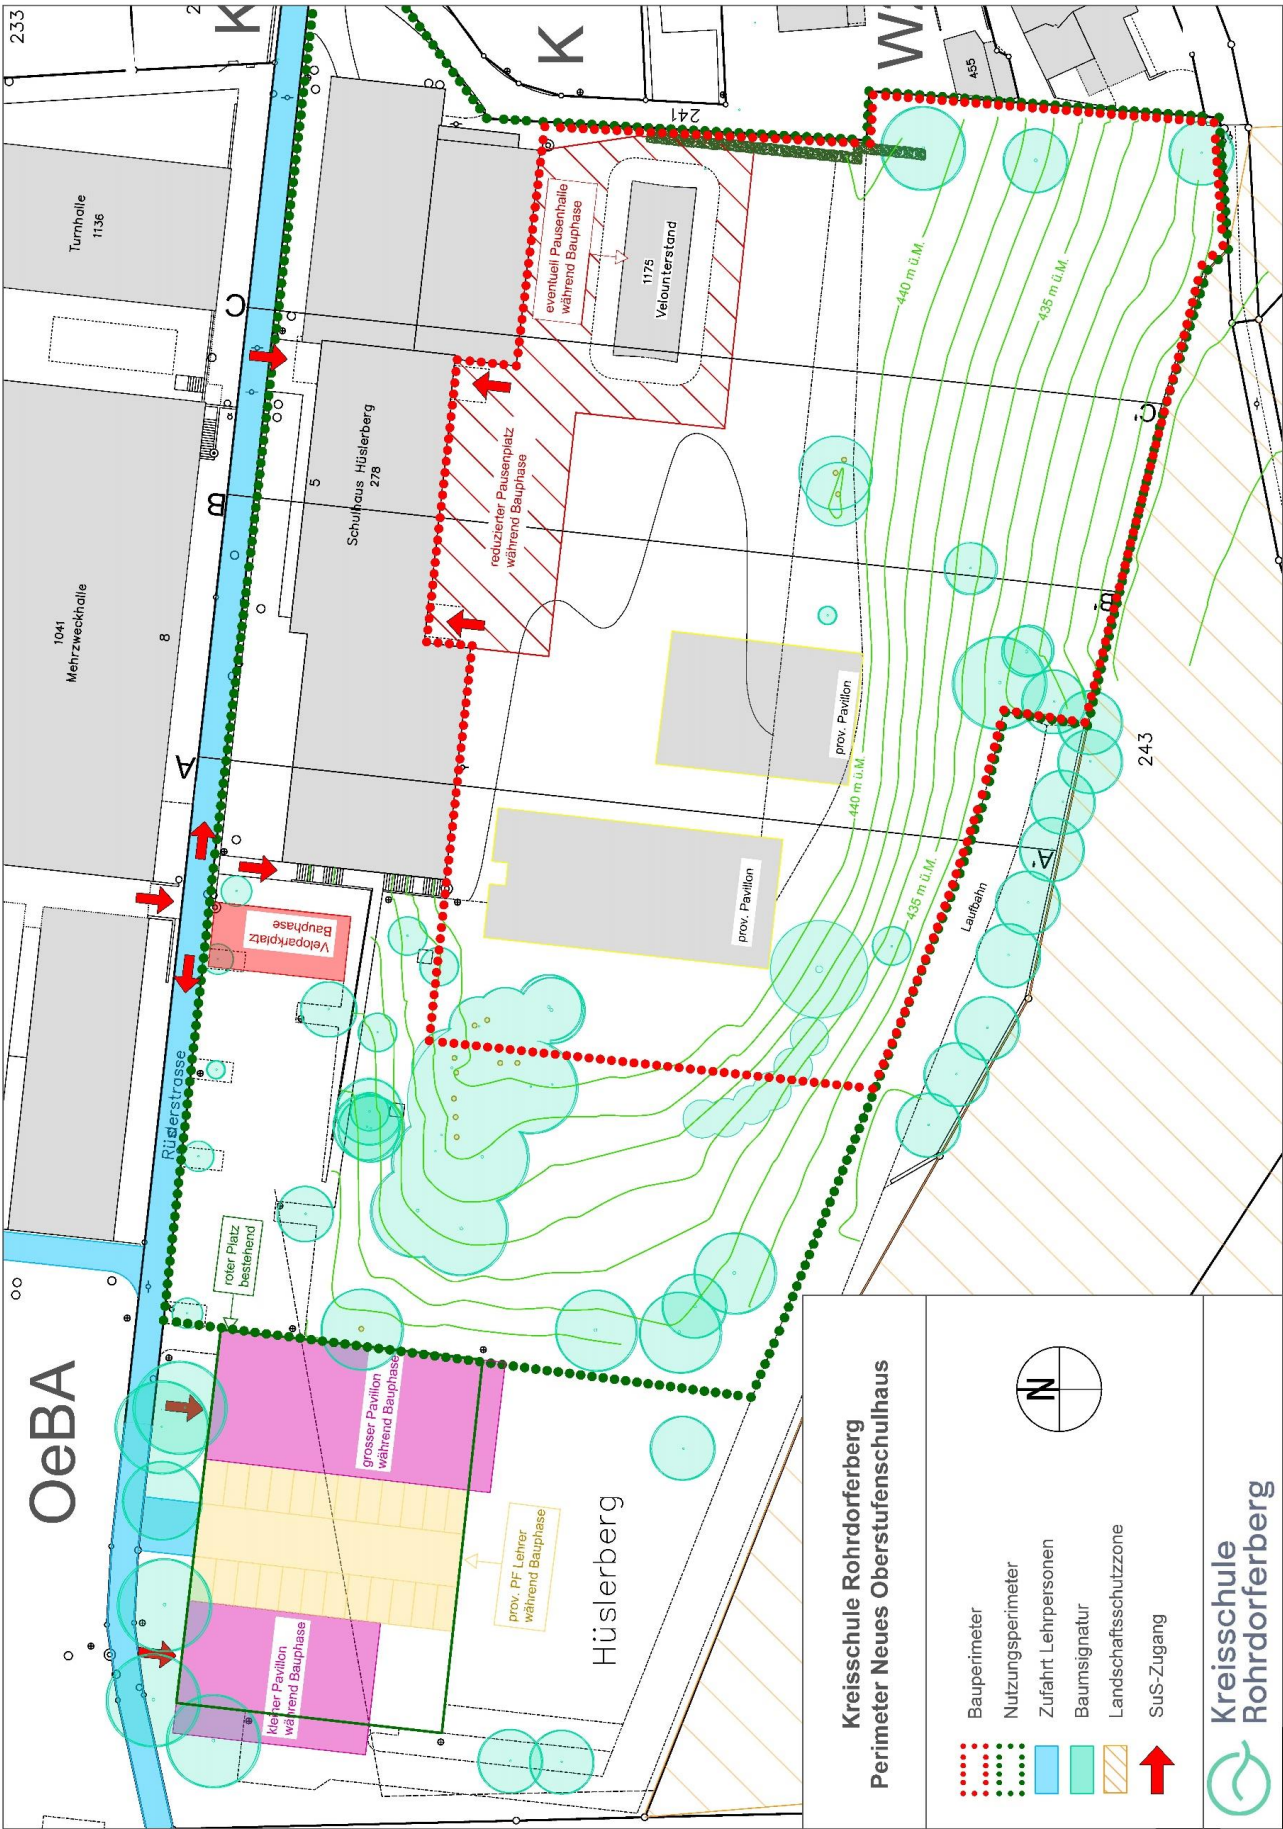 233
2
K
K
WZ
OeBA
Turnhalle
1136
1041
Mehrzweckhalle
8
455
241
C
B
A
5
Schulhaus Hüslerberg
278
eventuell Pausenhalle
während Bauphase
1175
Velounterstand
reduzierter Pausenplatz
während Bauphase
440 m ü.M.
435 m ü.M.
C'
B'
A'
243
prov. Pavillon
prov. Pavillon
440 m ü.M.
435 m ü.M.
Laufbahn
Veloparkplatz
Bauphase
roter Platz
bestehend
grosser Pavillon
während Bauphase
prov. PF Lehrer
während Bauphase
kleiner Pavillon
während Bauphase
Hüslerberg
Kreisschule Rohrdorferberg
Perimeter Neues Oberstufenschulhaus
N
Bauperimeter
Nutzungsperimeter
Zufahrt Lehrpersonen
Baumsignatur
Landschaftsschutzzone
SuS-Zugang
Kreisschule
Rohrdorferberg